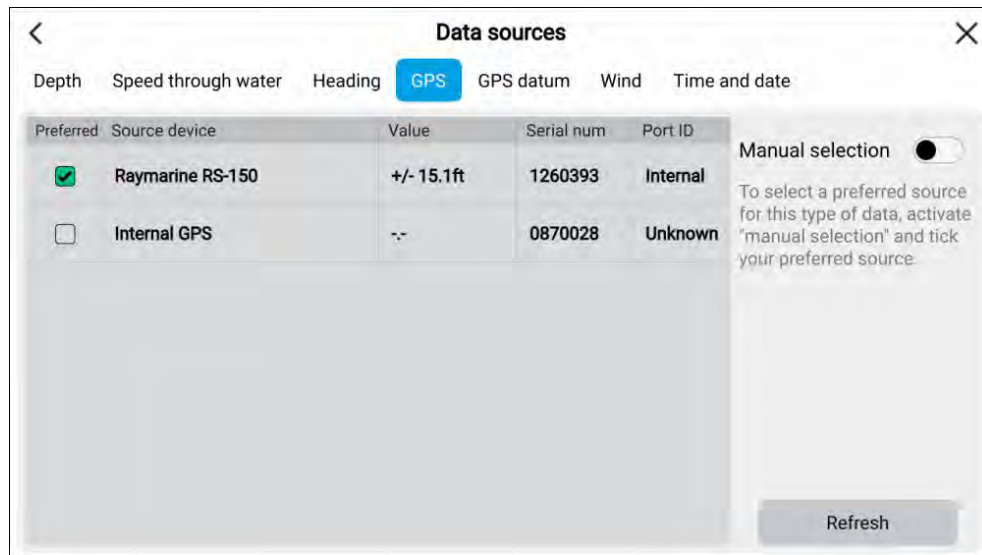 Data sources
Depth Speed through water Heading GPS GPS datum Wind Time and date
Preferred Source device Value Serial num Port ID
Raymarine RS-150 +/- 15.1ft 1260393 Internal
Internal GPS -.- 0870028 Unknown
Manual selection
To select a preferred source
for this type of data, activate
"manual selection" and tick
your preferred source.
Refresh